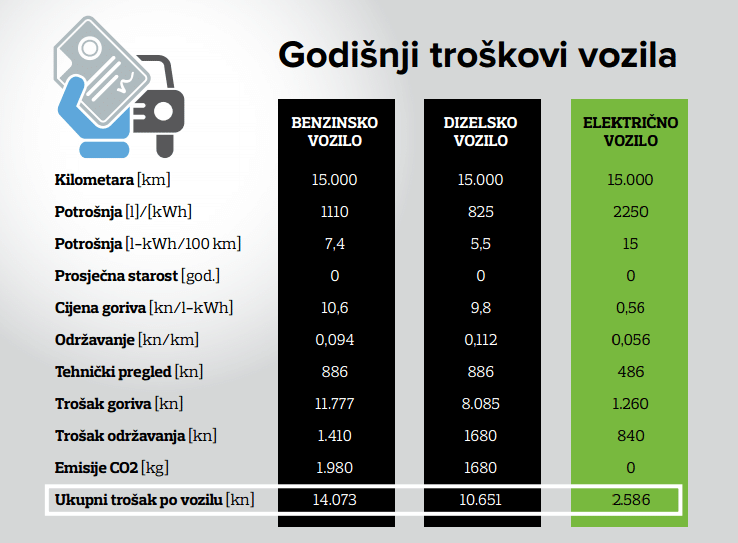 Godišnji troškovi vozila
BENZINSKO VOZILO DIZELSKO VOZILO ELEKTRIČNO VOZILO
Kilometara [km] 15.000 15.000 15.000
Potrošnja [l]/[kWh] 1110 825 2250
Potrošnja [l-kWh/100 km] 7,4 5,5 15
Prosječna starost [god.] 0 0 0
Cijena goriva [kn/l-kWh] 10,6 9,8 0,56
Održavanje [kn/km] 0,094 0,112 0,056
Tehnički pregled [kn] 886 886 486
Trošak goriva [kn] 11.777 8.085 1.260
Trošak održavanja [kn] 1.410 1680 840
Emisije CO2 [kg] 1.980 1680 0
Ukupni trošak po vozilu [kn] 14.073 10.651 2.586